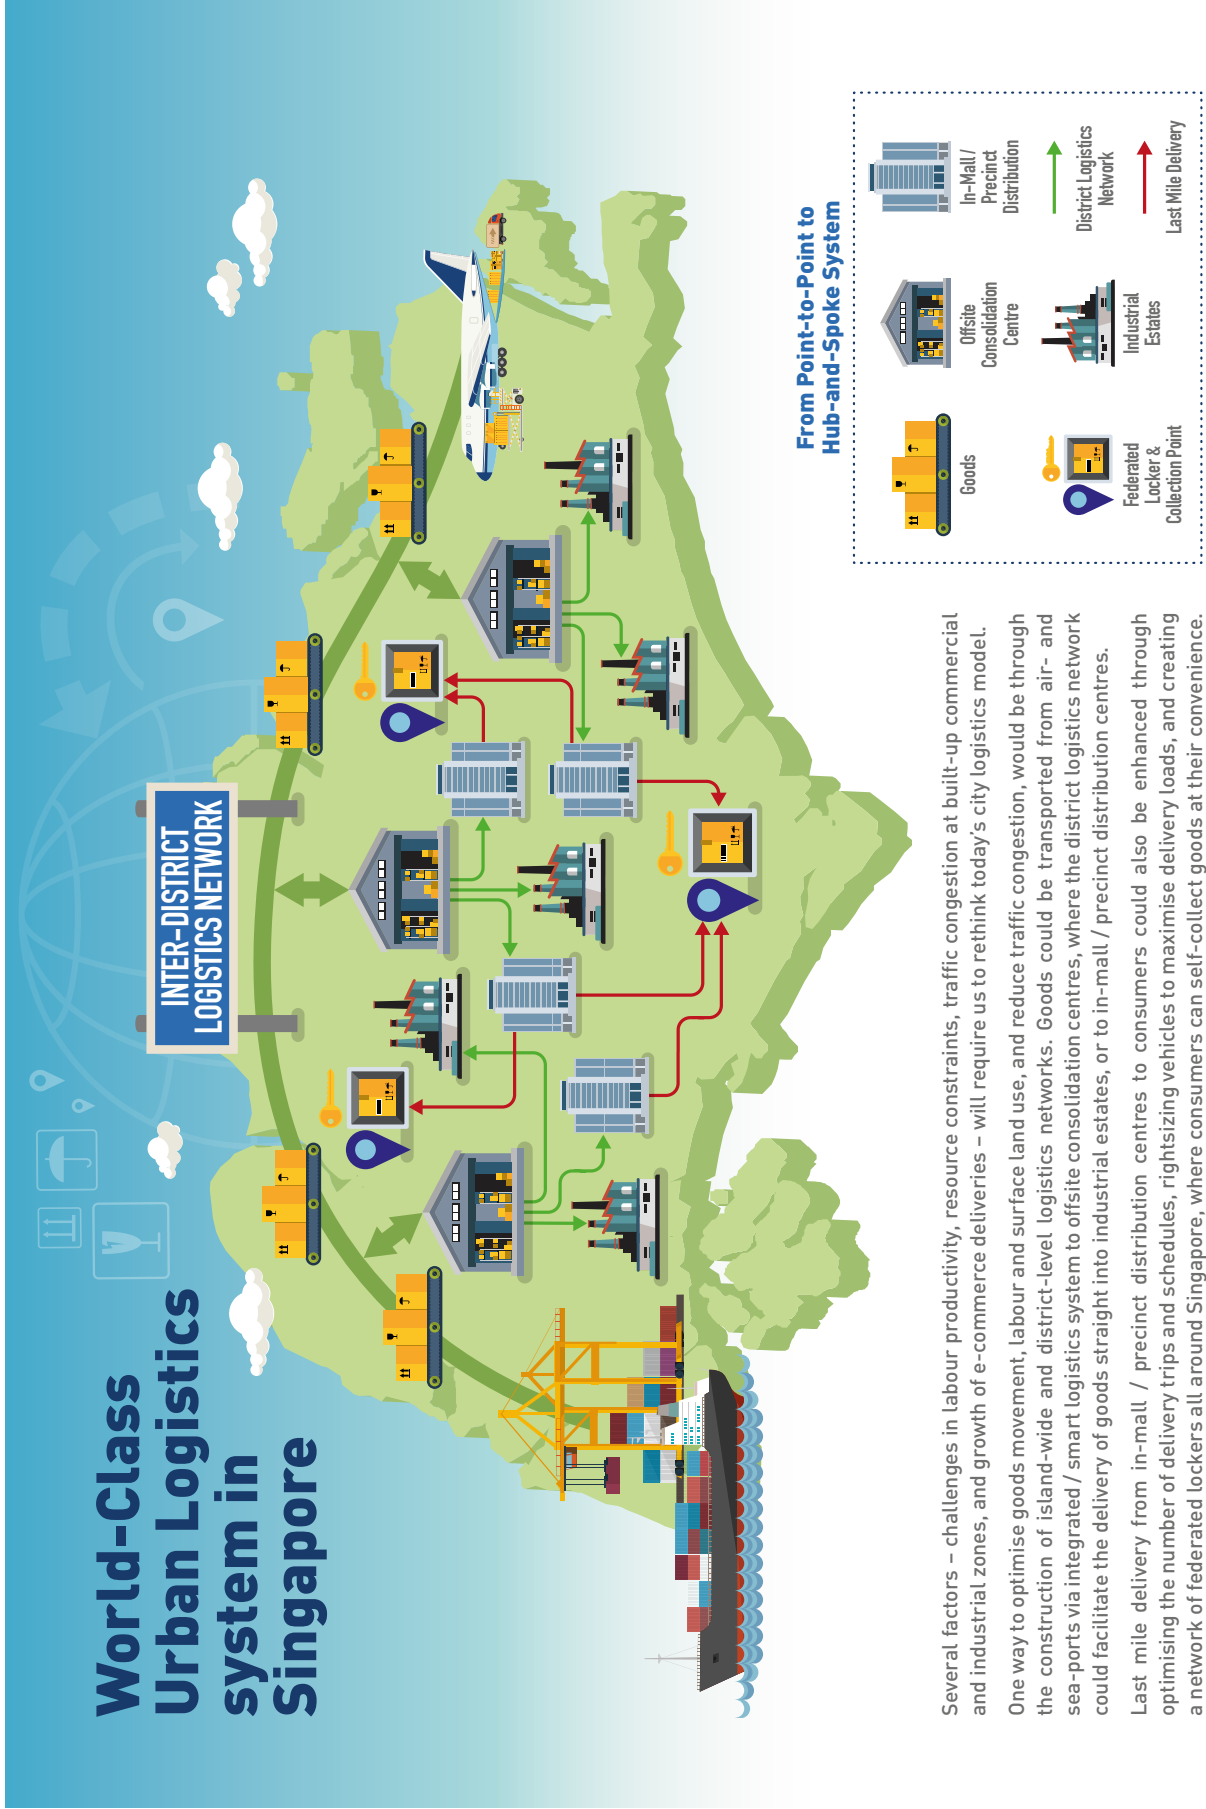 World-Class
Urban Logistics
system in
Singapore
INTER-DISTRICT
LOGISTICS NETWORK
From Point-to-Point to
Hub-and-Spoke System
Goods
Offsite
Consolidation
Centre
In-Mall /
Precinct
Distribution
Federated
Locker &
Collection Point
Industrial
Estates
District Logistics
Network
Last Mile Delivery
Several factors – challenges in labour productivity, resource constraints, traffic congestion at built-up commercial
and industrial zones, and growth of e-commerce deliveries – will require us to rethink today's city logistics model.
One way to optimise goods movement, labour and surface land use, and reduce traffic congestion, would be through
the construction of island-wide and district-level logistics networks. Goods could be transported from air- and
sea-ports via integrated / smart logistics system to offsite consolidation centres, where the district logistics network
could facilitate the delivery of goods straight into industrial estates, or to in-mall / precinct distribution centres.
Last mile delivery from in-mall / precinct distribution centres to consumers could also be enhanced through
optimising the number of delivery trips and schedules, rightsizing vehicles to maximise delivery loads, and creating
a network of federated lockers all around Singapore, where consumers can self-collect goods at their convenience.